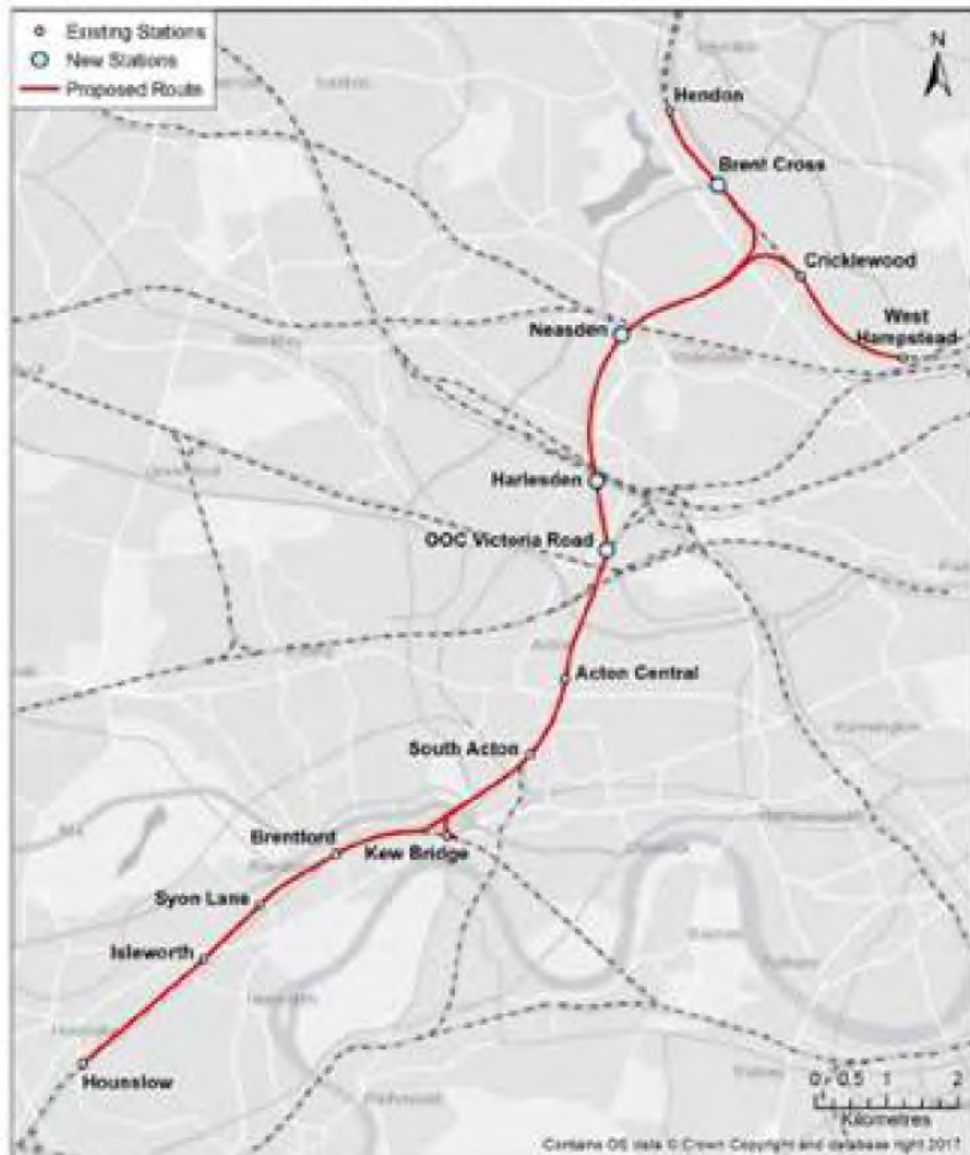 Existing Stations
New Stations
Proposed Route
N
Hendon
Brent Cross
Cricklewood
West
Hampstead
Neasden
Harlesden
OOC Victoria Road
Acton Central
South Acton
Brentford
Kew Bridge
Syon Lane
Isleworth
Hounslow
0 0.5 1 2
Kilometres
Contains OS data © Crown Copyright and database right 2017